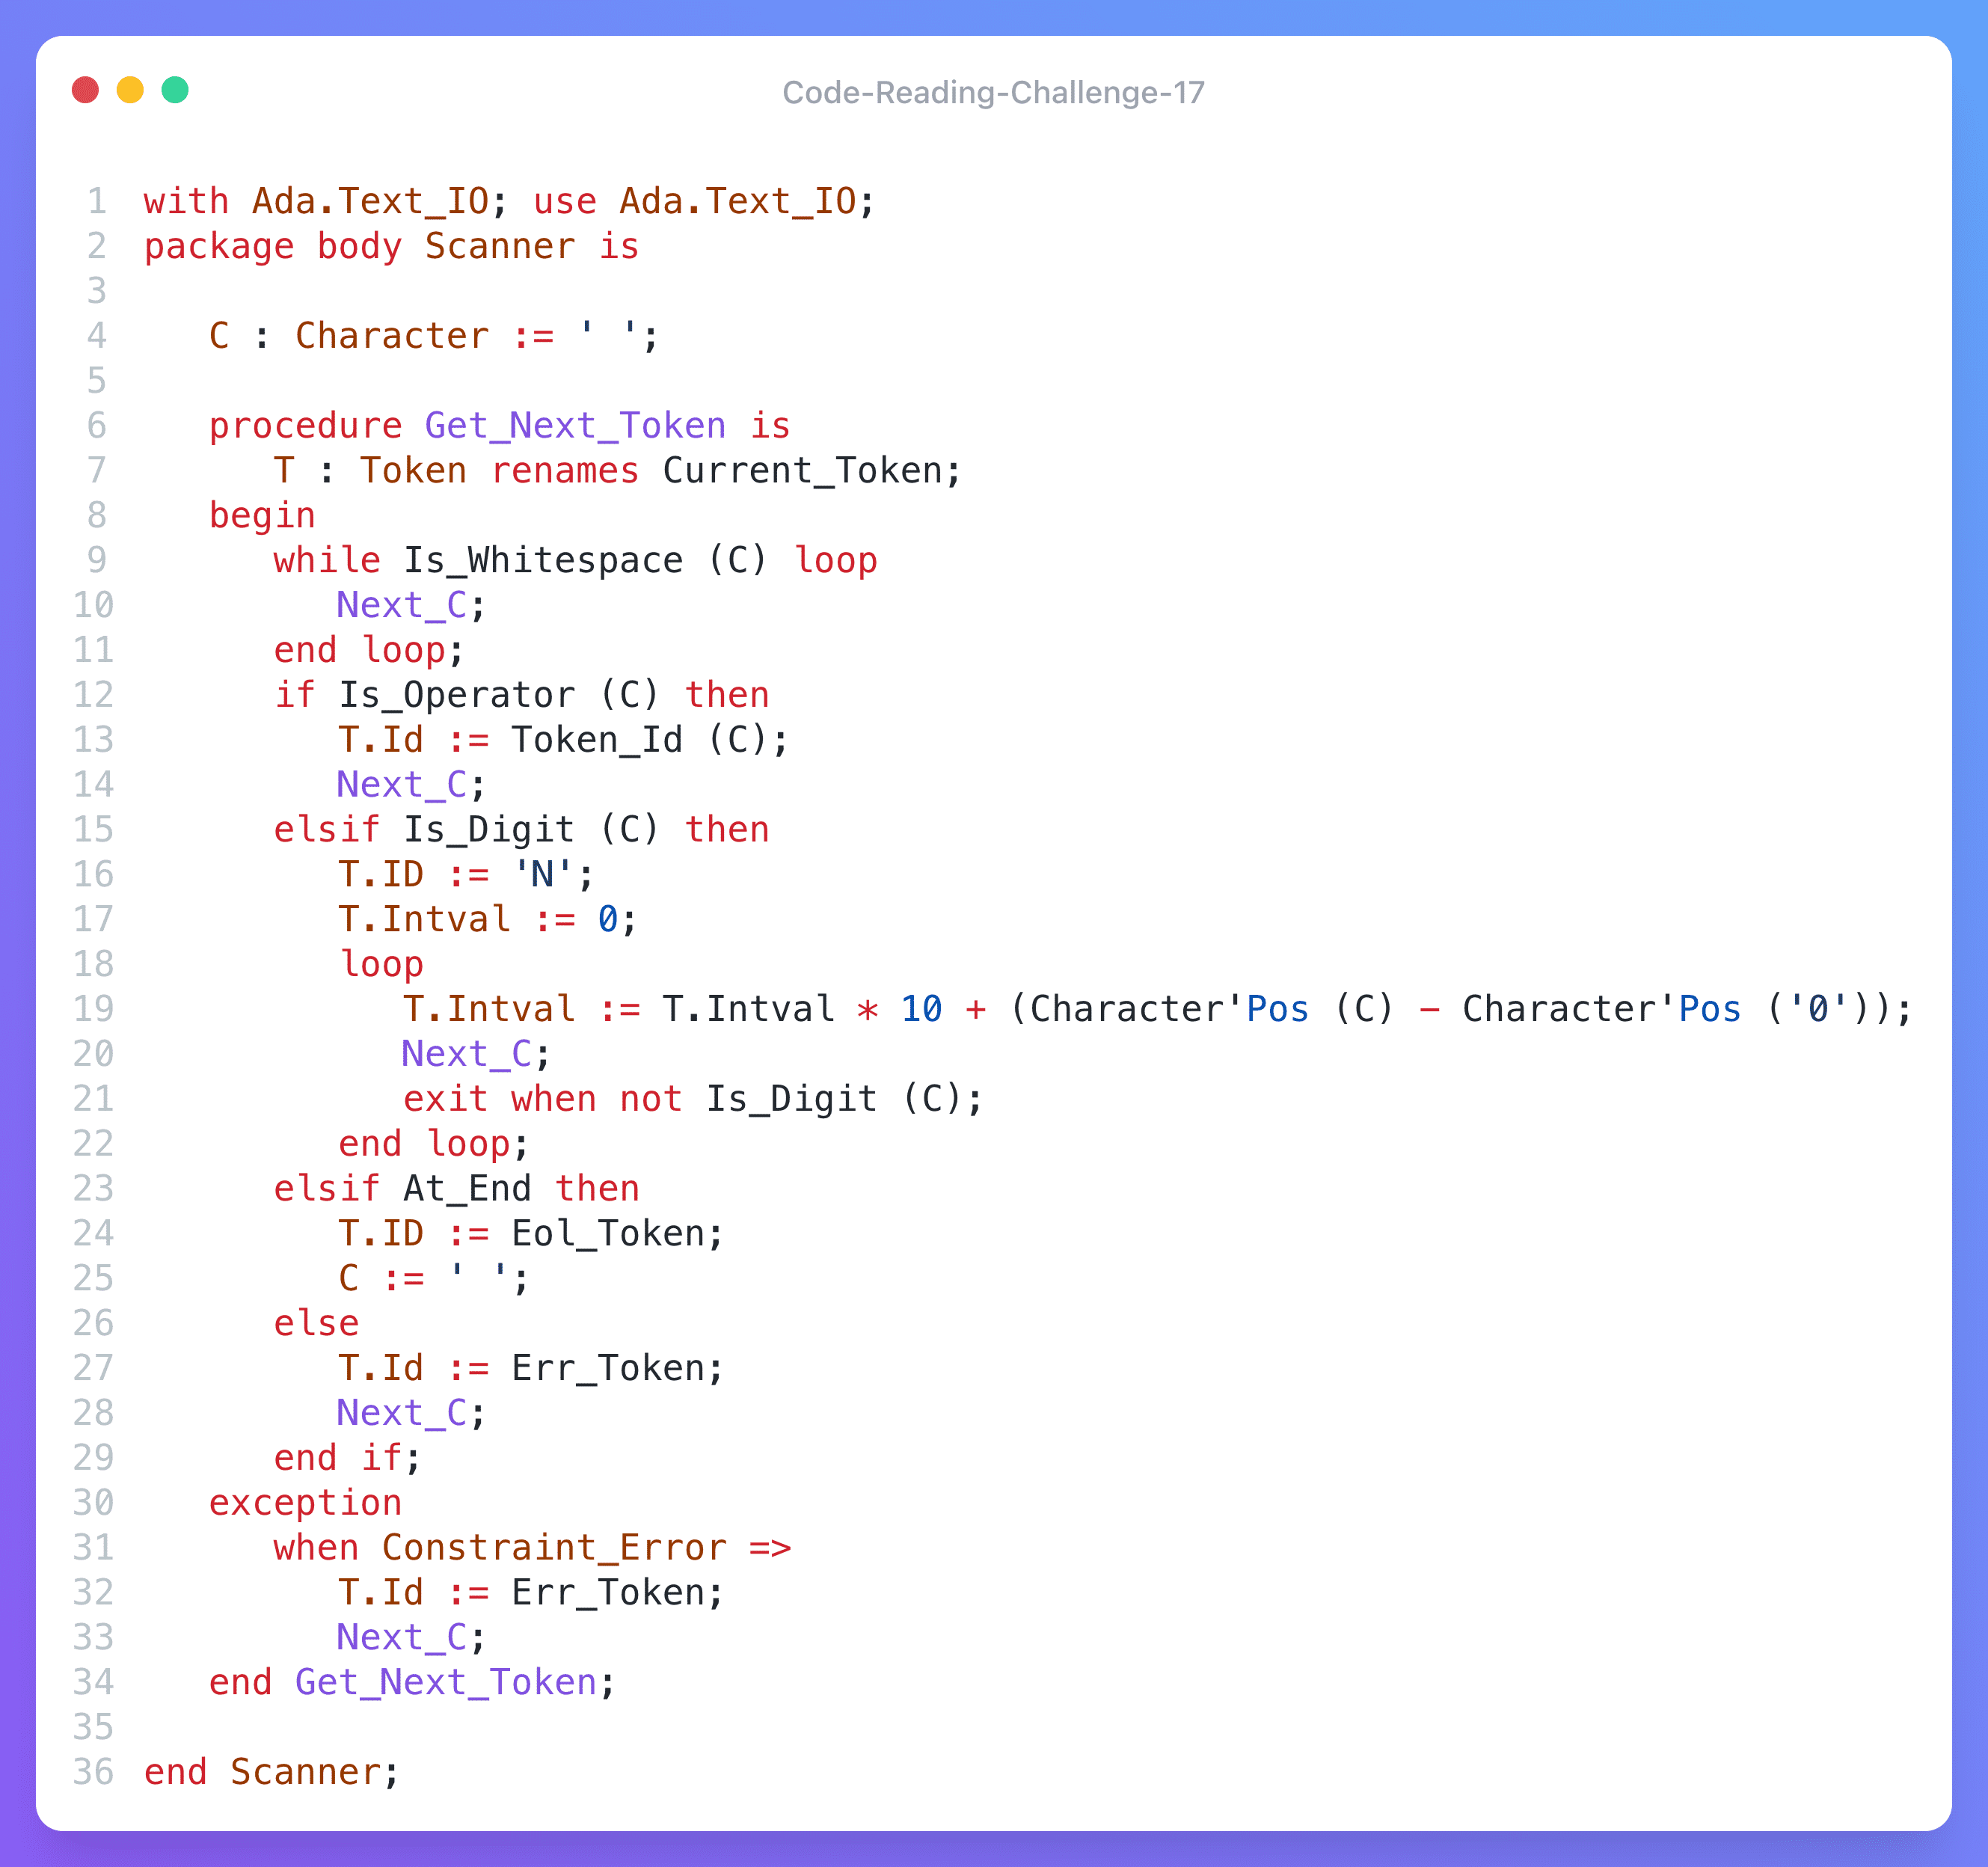 Code-Reading-Challenge-17
1 with Ada.Text_IO; use Ada.Text_IO;
2 package body Scanner is
3
4    C : Character := ' ';
5
6    procedure Get_Next_Token is
7       T : Token renames Current_Token;
8    begin
9       while Is_Whitespace (C) loop
10          Next_C;
11       end loop;
12       if Is_Operator (C) then
13          T.Id := Token_Id (C);
14          Next_C;
15       elsif Is_Digit (C) then
16          T.ID := 'N';
17          T.Intval := 0;
18          loop
19             T.Intval := T.Intval * 10 + (Character'Pos (C) - Character'Pos ('0'));
20             Next_C;
21             exit when not Is_Digit (C);
22          end loop;
23       elsif At_End then
24          T.ID := Eol_Token;
25          C := ' ';
26       else
27          T.Id := Err_Token;
28          Next_C;
29       end if;
30    exception
31       when Constraint_Error =>
32          T.Id := Err_Token;
33          Next_C;
34    end Get_Next_Token;
35
36 end Scanner;